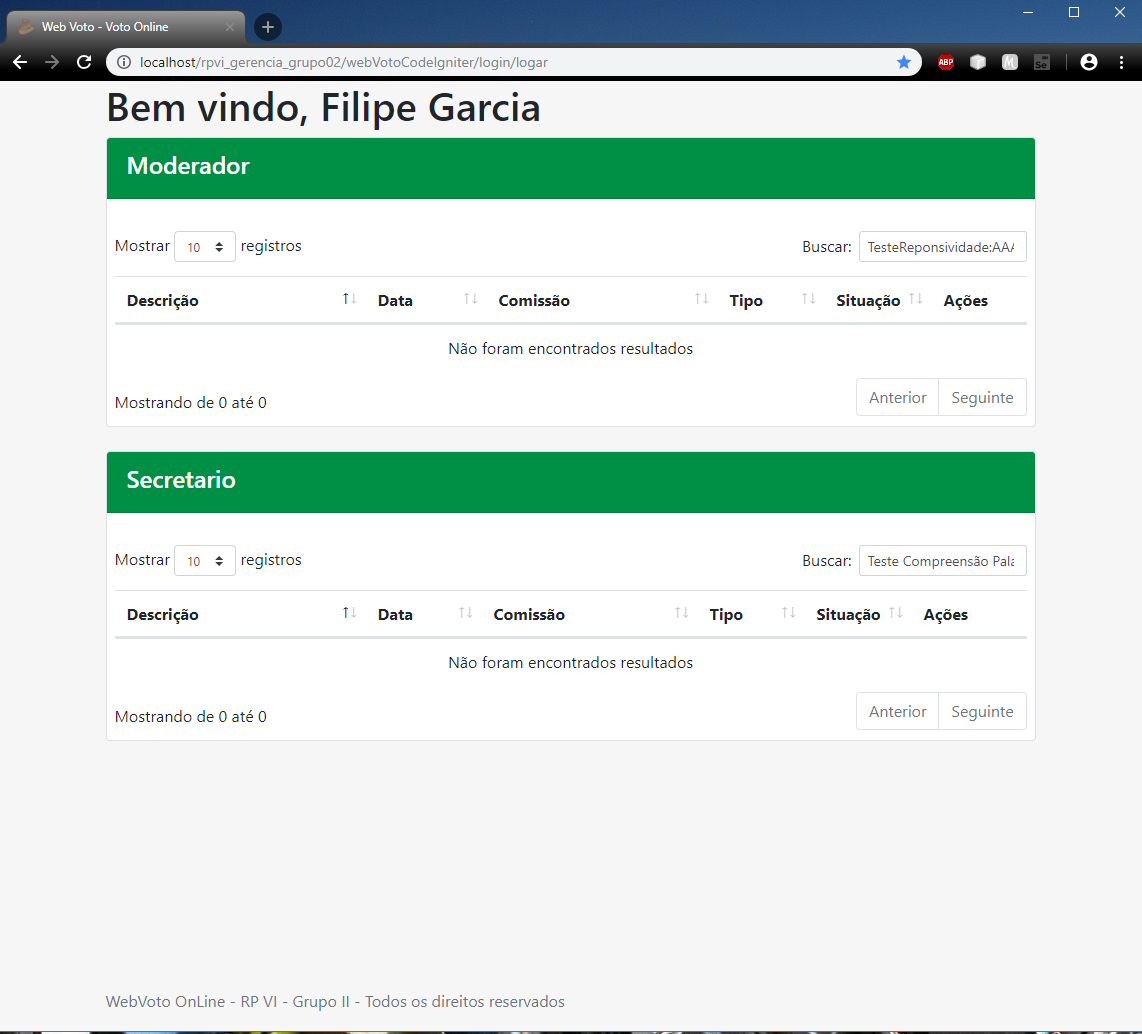 Web Voto - Voto Online
localhost/rpvi_gerencia_grupo02/webVotoCodeIgniter/login/logar
ABP
M
Se
Bem vindo, Filipe Garcia
Moderador
Mostrar 10 registros
Buscar: TesteReponsividade:AAA
Descrição Data Comissão Tipo Situação Ações
Não foram encontrados resultados
Mostrando de 0 até 0
Anterior Seguinte
Secretario
Mostrar 10 registros
Buscar: Teste Compreensão Pala
Descrição Data Comissão Tipo Situação Ações
Não foram encontrados resultados
Mostrando de 0 até 0
Anterior Seguinte
WebVoto OnLine - RP VI - Grupo II - Todos os direitos reservados